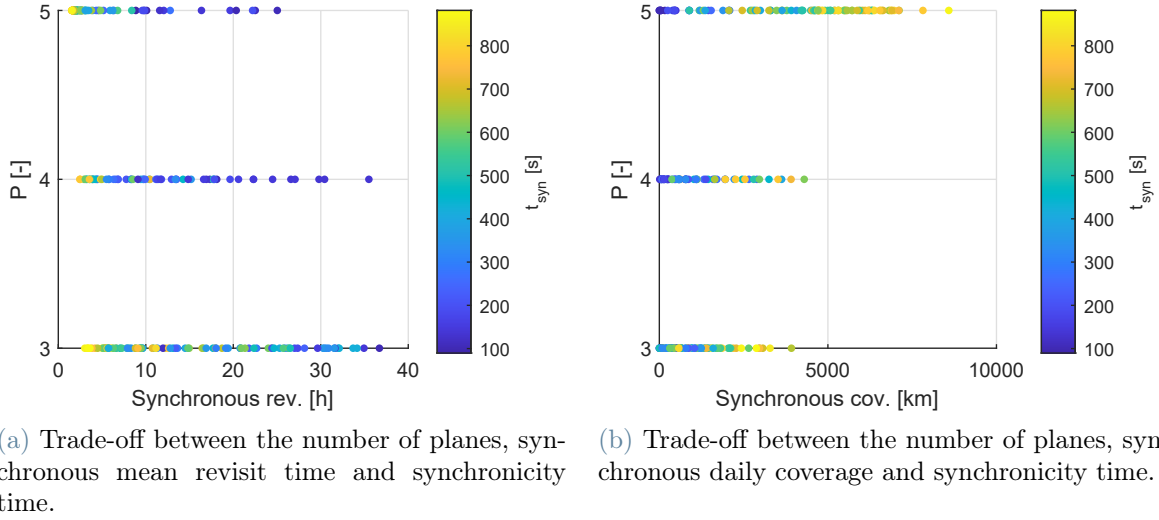 5
4
3
P [-]
0
10
20
30
40
Synchronous rev. [h]
800
700
600
500
400
300
200
100
t_syn [s]
5
4
3
P [-]
0
5000
10000
Synchronous cov. [km]
800
700
600
500
400
300
200
100
t_syn [s]
(a) Trade-off between the number of planes, syn-
chronous mean revisit time and synchronicity
time.
(b) Trade-off between the number of planes, syn
chronous daily coverage and synchronicity time.